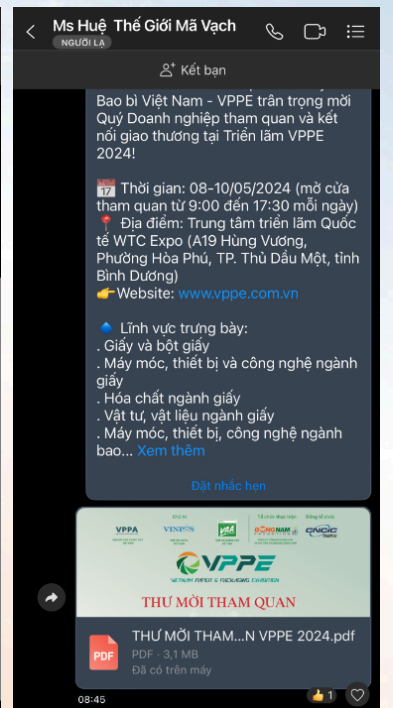 Ms Huệ Thế Giới Mã Vạch
NGƯỜI LẠ
Kết bạn
Bao bì Việt Nam - VPPE trân trọng mời
Quý Doanh nghiệp tham quan và kết
nối giao thương tại Triển lãm VPPE
2024!
17 Thời gian: 08-10/05/2024 (mở cửa
tham quan từ 9:00 đến 17:30 mỗi ngày)
Địa điểm: Trung tâm triển lãm Quốc
tế WTC Expo (A19 Hùng Vương,
Phường Hòa Phú, TP. Thủ Dầu Một, tỉnh
Bình Dương)
Website: www.vppe.com.vn
Lĩnh vực trưng bày:
. Giấy và bột giấy
. Máy móc, thiết bị và công nghệ ngành
giấy
. Hóa chất ngành giấy
. Vật tư, vật liệu ngành giấy
. Máy móc, thiết bị, công nghệ ngành
bao... Xem thêm
Đặt nhắc hẹn
VPPA
VPPE
VIETNAM PAPER & PACKAGING EXHIBITION
THƯ MỜI THAM QUAN
PDF
THƯ MỜI THAM...N VPPE 2024.pdf
PDF - 3,1 MB
Đã có trên máy
08:45
1